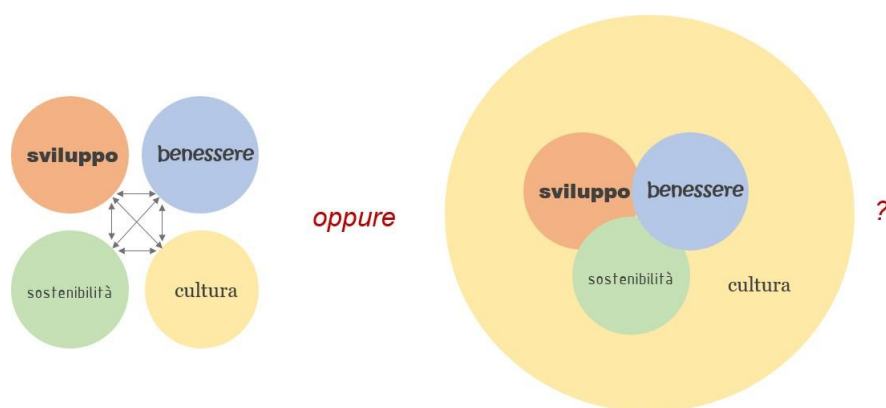 sviluppo
benessere
sostenibilità
cultura
oppure
sviluppo
benessere
sostenibilità
cultura
?